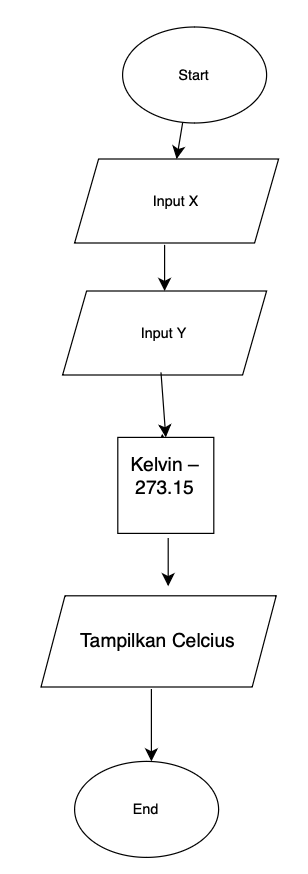 Start
Input X
Input Y
Kelvin –
273.15
Tampilkan Celcius
End